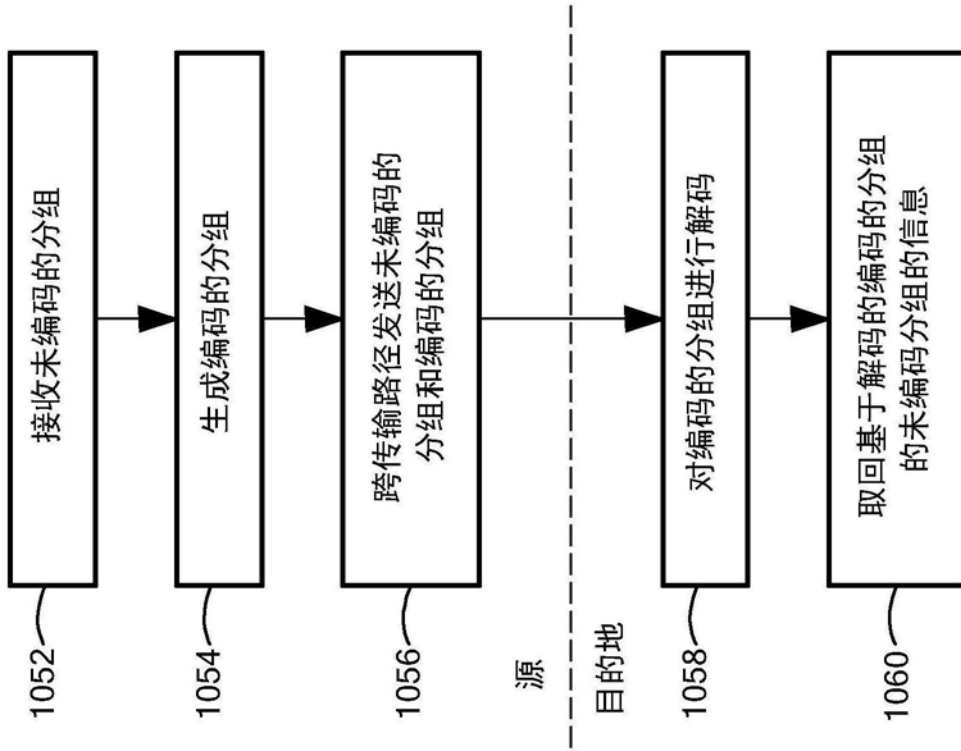 接收未编码的分组
1052
生成编码的分组
1054
跨传输路径发送未编码的
分组和编码的分组
1056
源
目的地
对编码的分组进行解码
1058
取回基于解码的编码的分组
的未编码分组的信息
1060